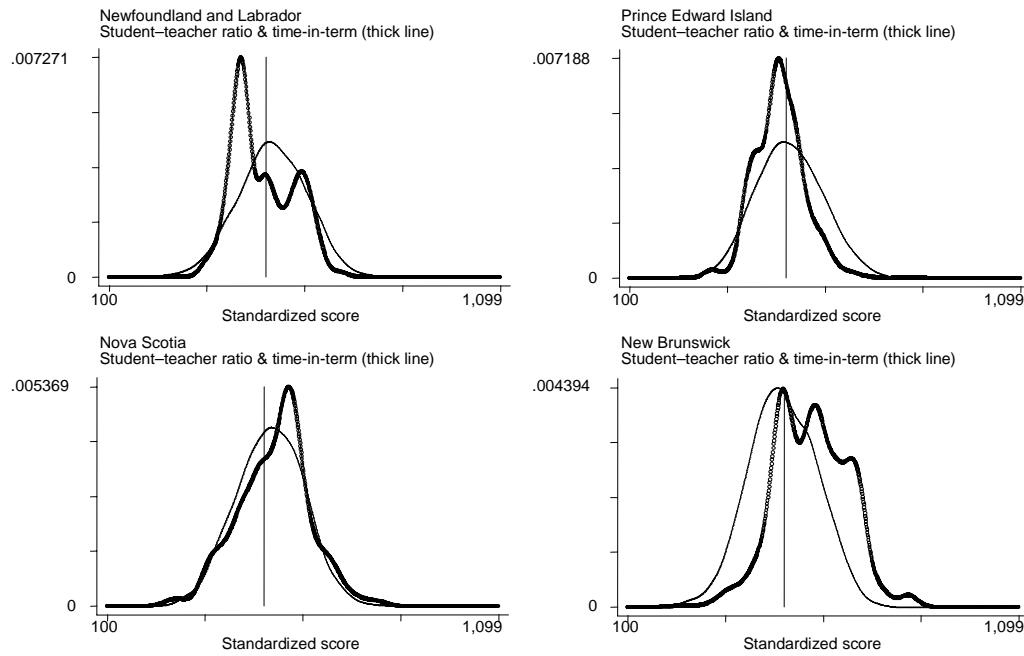 Newfoundland and Labrador
Student–teacher ratio & time-in-term (thick line)
.007271
0
100
1,099
Standardized score
Prince Edward Island
Student–teacher ratio & time-in-term (thick line)
.007188
0
100
1,099
Standardized score
Nova Scotia
Student–teacher ratio & time-in-term (thick line)
.005369
0
100
1,099
Standardized score
New Brunswick
Student–teacher ratio & time-in-term (thick line)
.004394
0
100
1,099
Standardized score